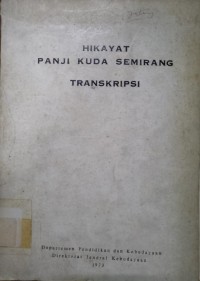 HIKAYAT
PANJI KUDA SEMIRANG
TRANSKRIPSI
Departemen Pendidikan dan Kebudayaan
Direktorat Jenderal Kebudayaan